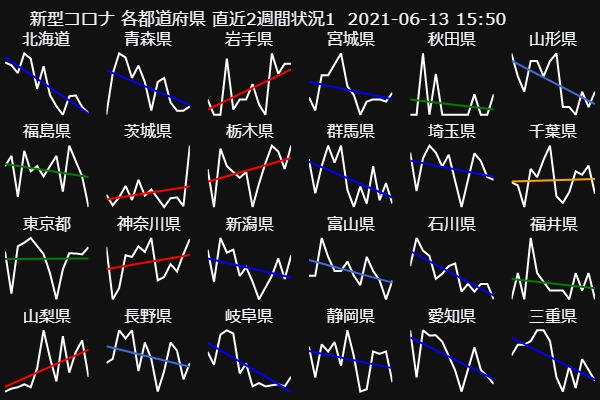 新型コロナ 各都道府県 直近2週間状況1 2021-06-13 15:50
北海道 青森県 岩手県 宮城県 秋田県 山形県
福島県 茨城県 栃木県 群馬県 埼玉県 千葉県
東京都 神奈川県 新潟県 富山県 石川県 福井県
山梨県 長野県 岐阜県 静岡県 愛知県 三重県